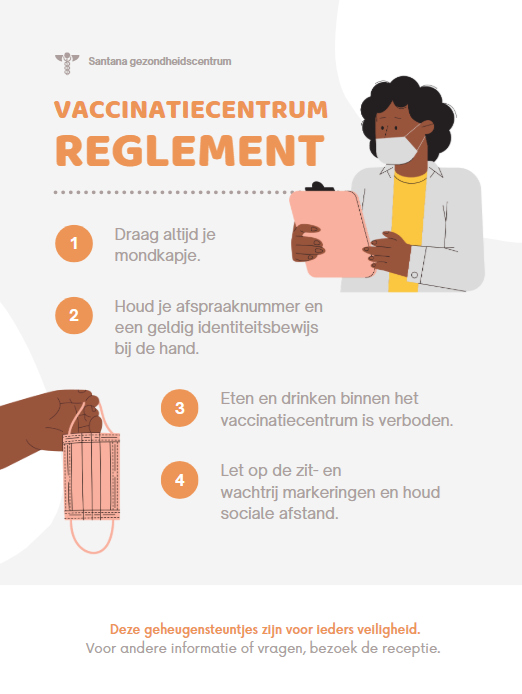 Santana gezondheidscentrum
VACCINATIECENTRUM
REGLEMENT
1
Draag altijd je
mondkapje.
2
Houd je afspraaknummer en
een geldig identiteitsbewijs
bij de hand.
3
Eten en drinken binnen het
vaccinatiecentrum is verboden.
4
Let op de zit- en
wachtrij markeringen en houd
sociale afstand.
Deze geheugensteuntjes zijn voor ieders veiligheid.
Voor andere informatie of vragen, bezoek de receptie.